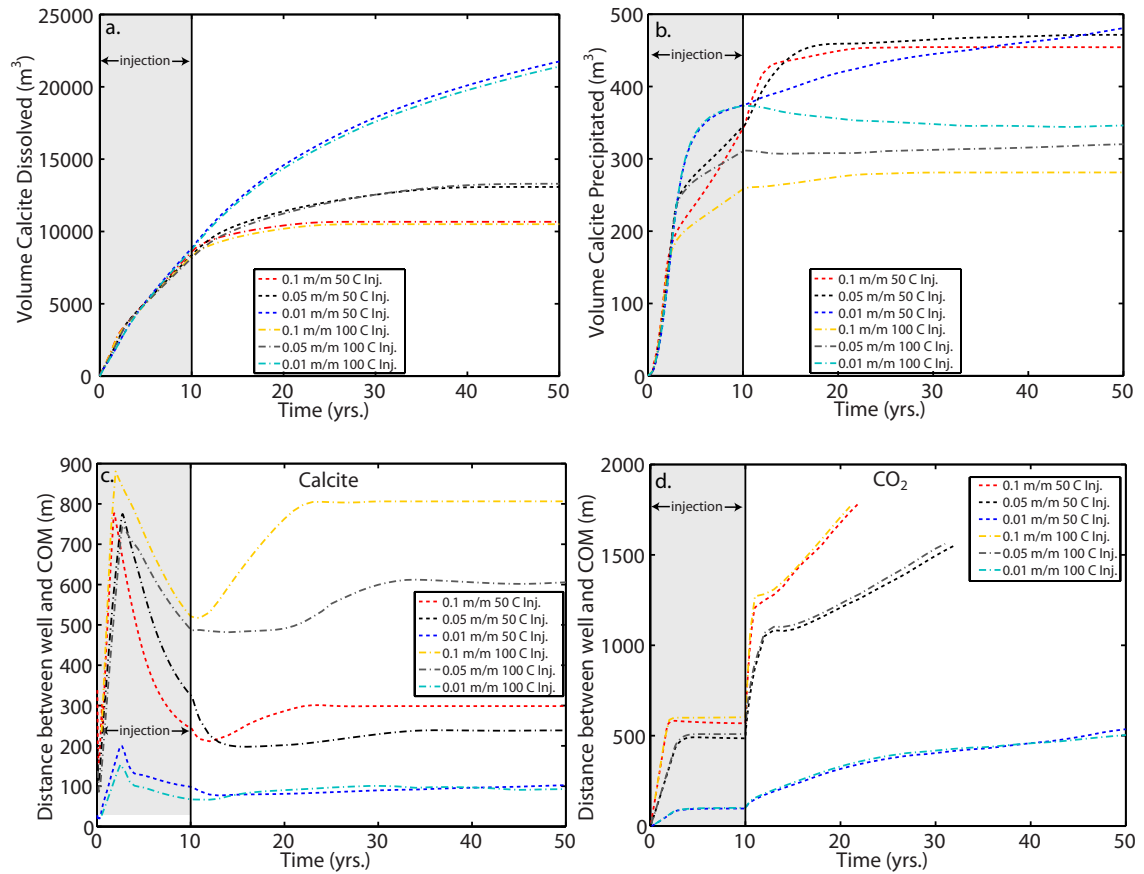 a.
injection
Volume Calcite Dissolved (m³)
25000
20000
15000
10000
5000
0
0 10 20 30 40 50
Time (yrs.)
0.1 m/m 50 C Inj.
0.05 m/m 50 C Inj.
0.01 m/m 50 C Inj.
0.1 m/m 100 C Inj.
0.05 m/m 100 C Inj.
0.01 m/m 100 C Inj.
b.
injection
Volume Calcite Precipitated (m³)
500
400
300
200
100
0
0 10 20 30 40 50
Time (yrs.)
0.1 m/m 50 C Inj.
0.05 m/m 50 C Inj.
0.01 m/m 50 C Inj.
0.1 m/m 100 C Inj.
0.05 m/m 100 C Inj.
0.01 m/m 100 C Inj.
c.
Calcite
injection
Distance between well and COM (m)
900
800
700
600
500
400
300
200
100
0
0 10 20 30 40 50
Time (yrs.)
0.1 m/m 50 C Inj.
0.05 m/m 50 C Inj.
0.01 m/m 50 C Inj.
0.1 m/m 100 C Inj.
0.05 m/m 100 C Inj.
0.01 m/m 100 C Inj.
d.
CO₂
injection
Distance between well and COM (m)
2000
1500
1000
500
0
0 10 20 30 40 50
Time (yrs.)
0.1 m/m 50 C Inj.
0.05 m/m 50 C Inj.
0.01 m/m 50 C Inj.
0.1 m/m 100 C Inj.
0.05 m/m 100 C Inj.
0.01 m/m 100 C Inj.